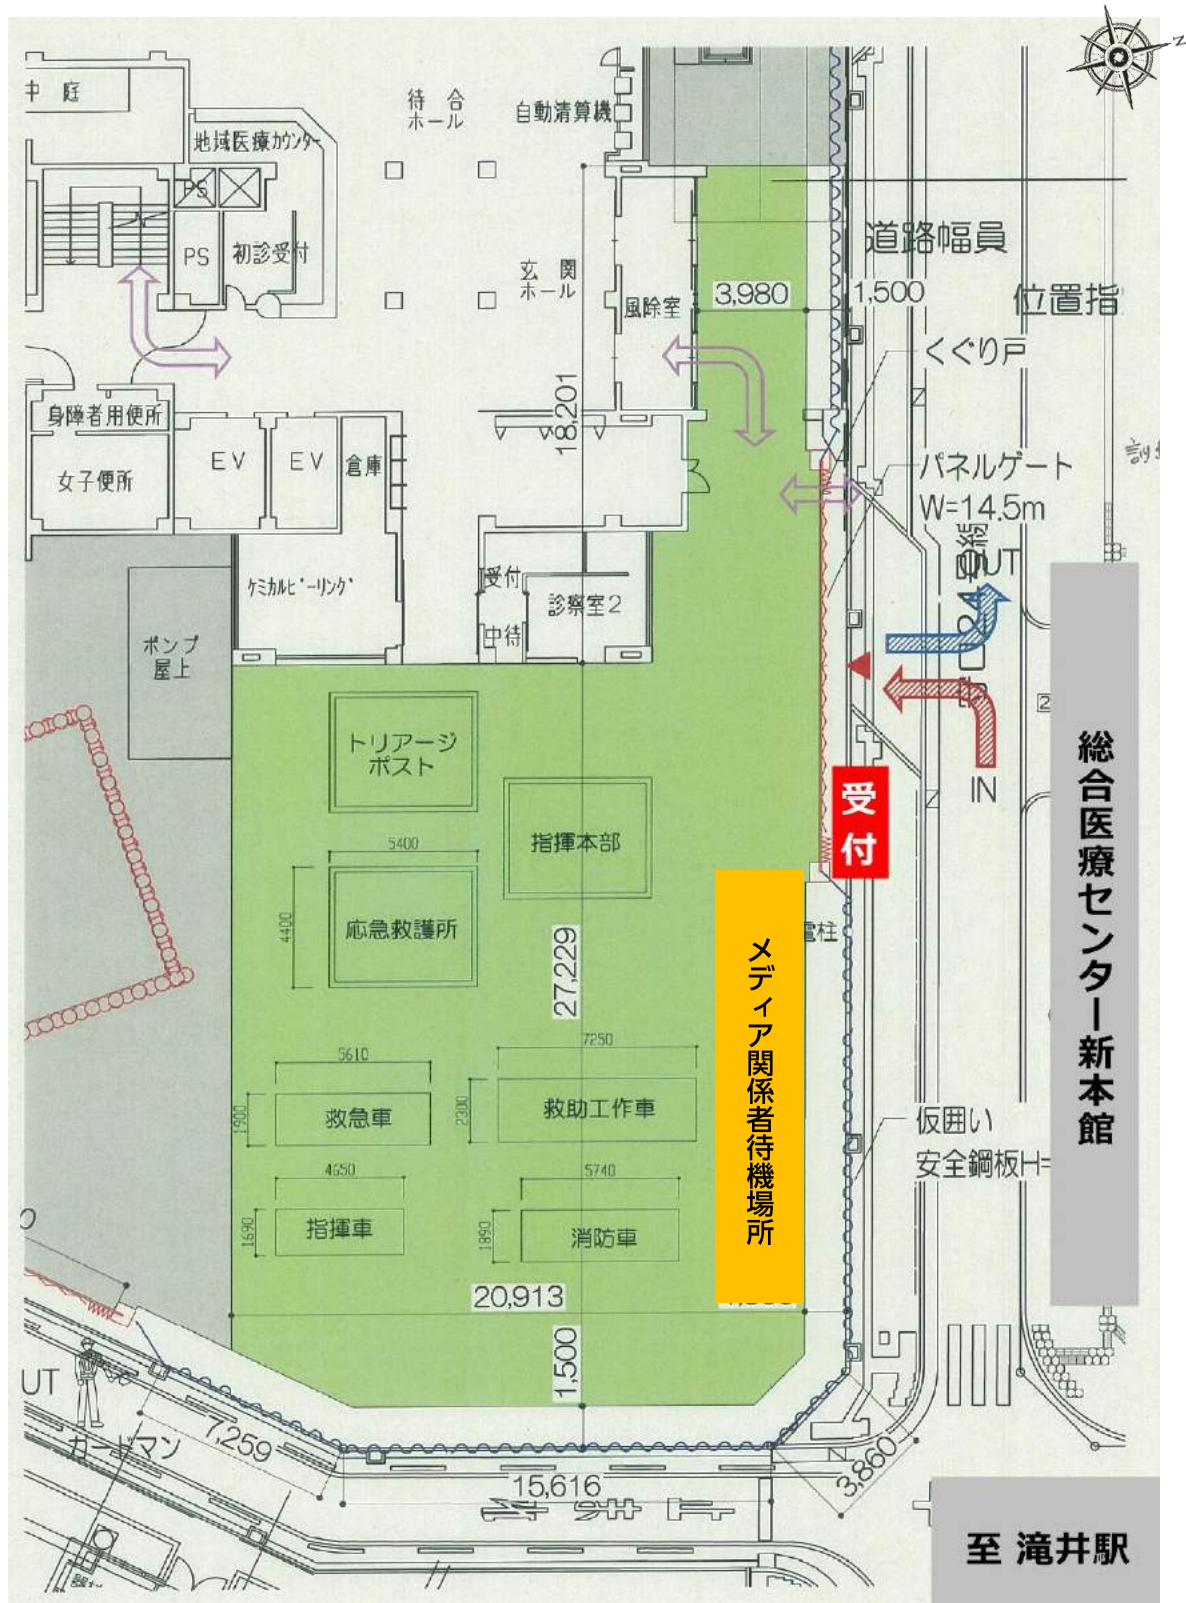 N
中 庭
地域医療カウンター
待 合
ホール
自動清算機
PS
PS
初診受付
玄 関
ホール
風除室
3,980
1,500
道路幅員
位置指
くぐり戸
18,201
身障者用便所
女子便所
EV
EV
倉庫
パネルゲート
W=14.5m
OUT
ケミカルピーリング
受付
中待
診察室2
ポンプ
屋上
トリアージ
ポスト
指揮本部
IN
2
受付
総合医療センター新本館
5400
4400
応急救護所
27,229
電柱
メディア関係者待機場所
5610
1900
救急車
7250
2300
救助工作車
仮囲い
安全鋼板H=
4650
1690
指揮車
5740
1890
消防車
20,913
1,500
UT
ガードマン
7,259
15,616
3,860
至 滝井駅